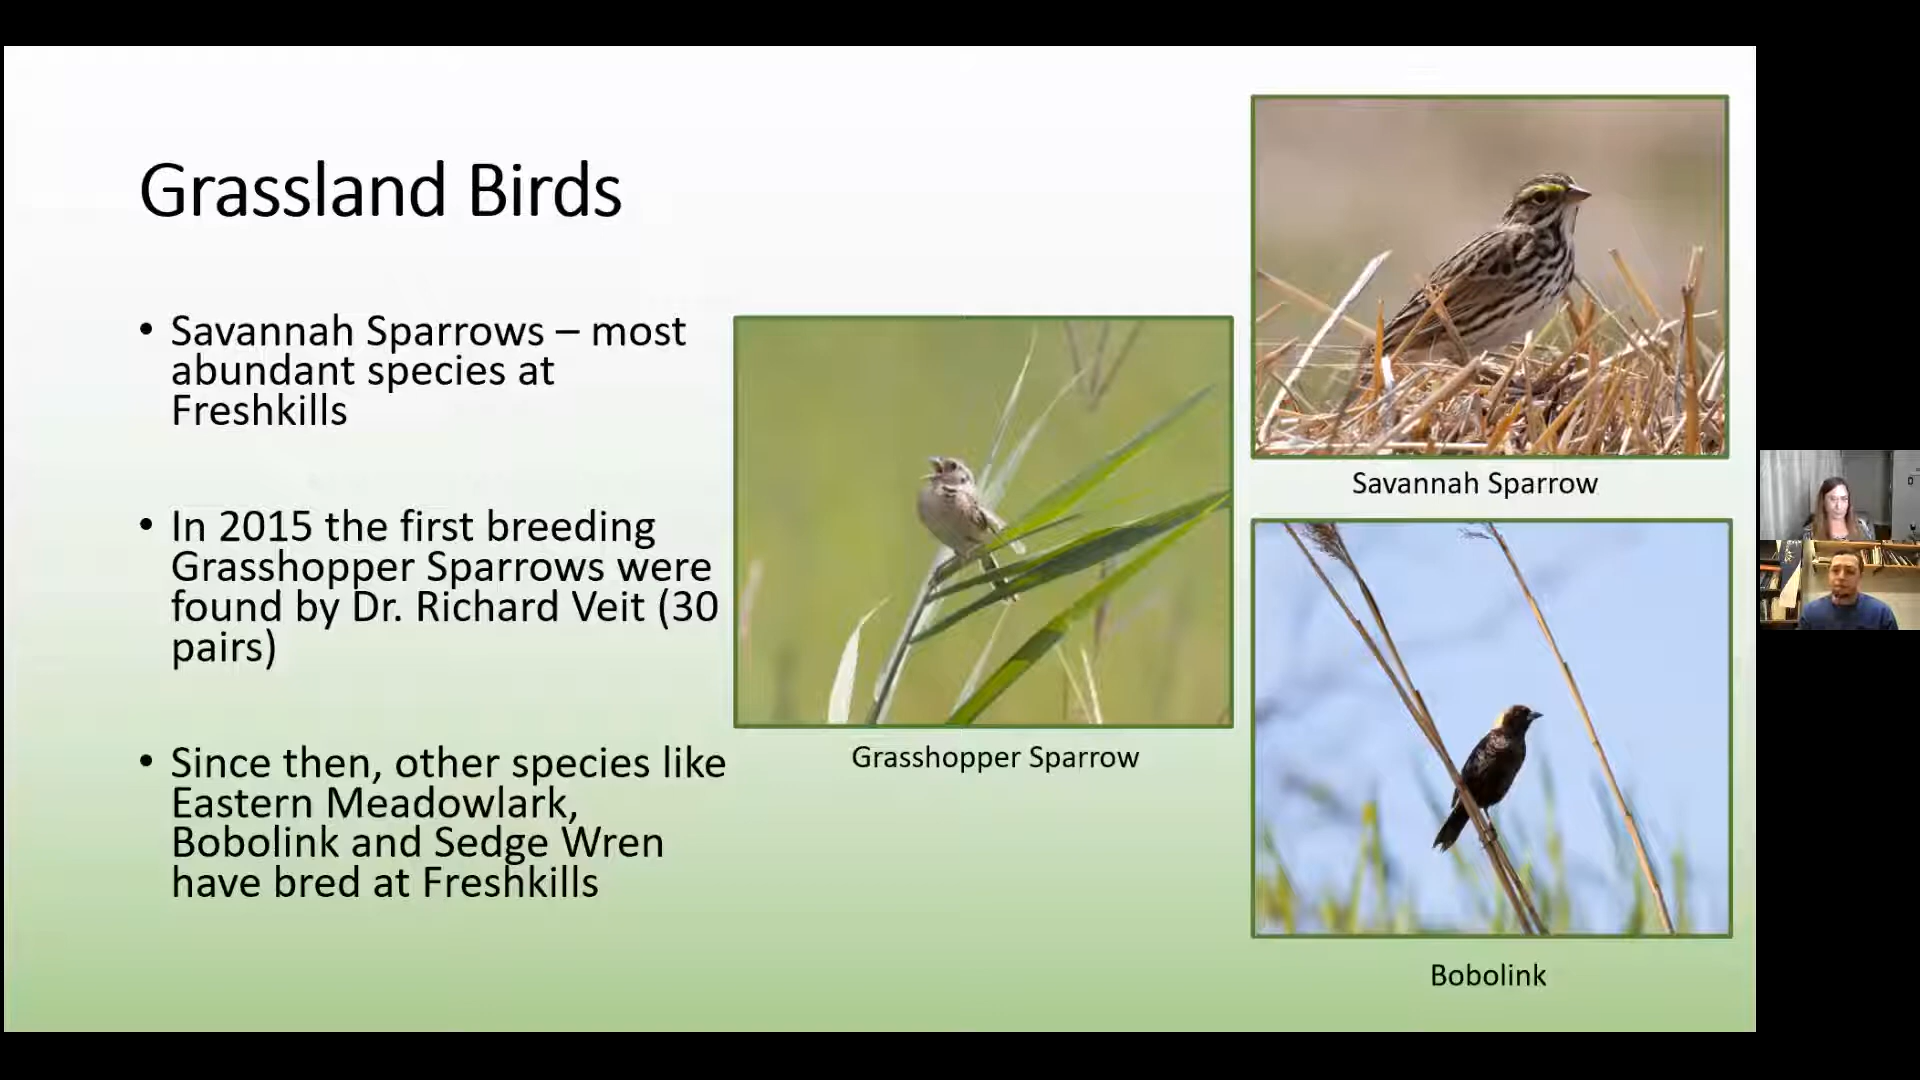 Grassland Birds
• Savannah Sparrows – most
abundant species at
Freshkills
• In 2015 the first breeding
Grasshopper Sparrows were
found by Dr. Richard Veit (30
pairs)
• Since then, other species like
Eastern Meadowlark,
Bobolink and Sedge Wren
have bred at Freshkills
Grasshopper Sparrow
Savannah Sparrow
Bobolink